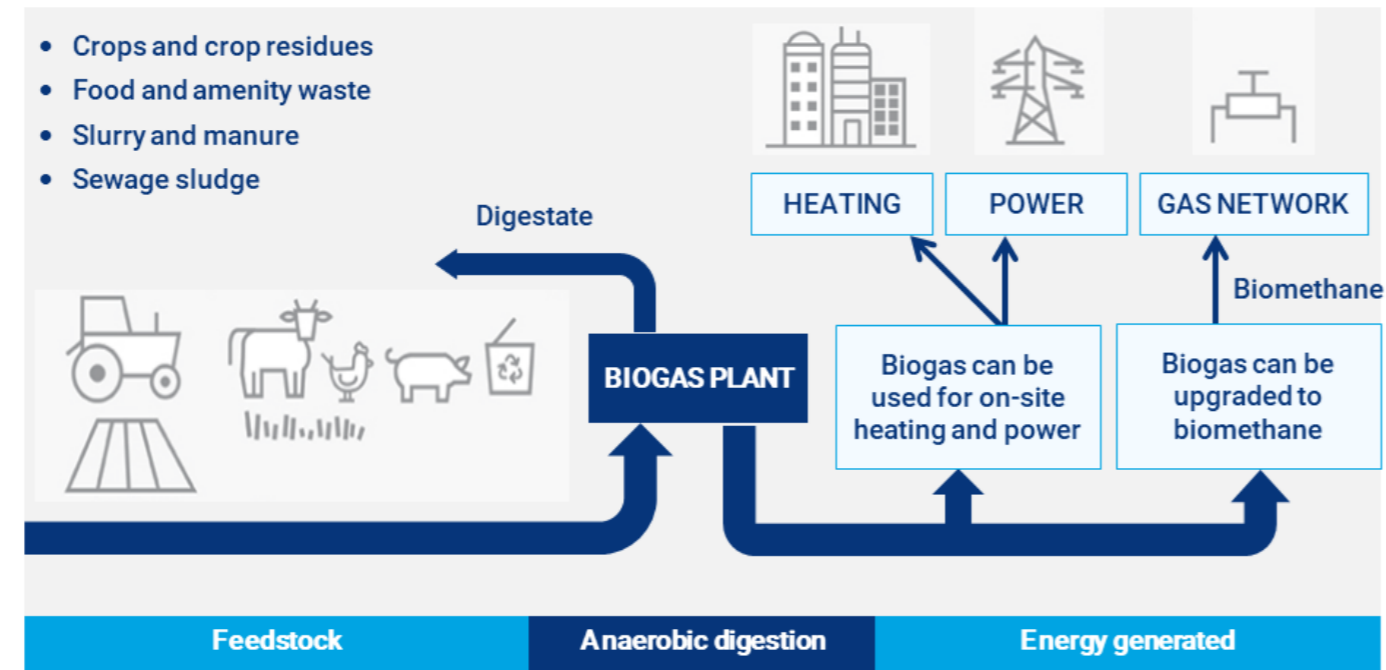 • Crops and crop residues
• Food and amenity waste
• Slurry and manure
• Sewage sludge
Digestate
HEATING
POWER
GAS NETWORK
Biomethane
BIOGAS PLANT
Biogas can be
used for on-site
heating and power
Biogas can be
upgraded to
biomethane
Feedstock
Anaerobic digestion
Energy generated